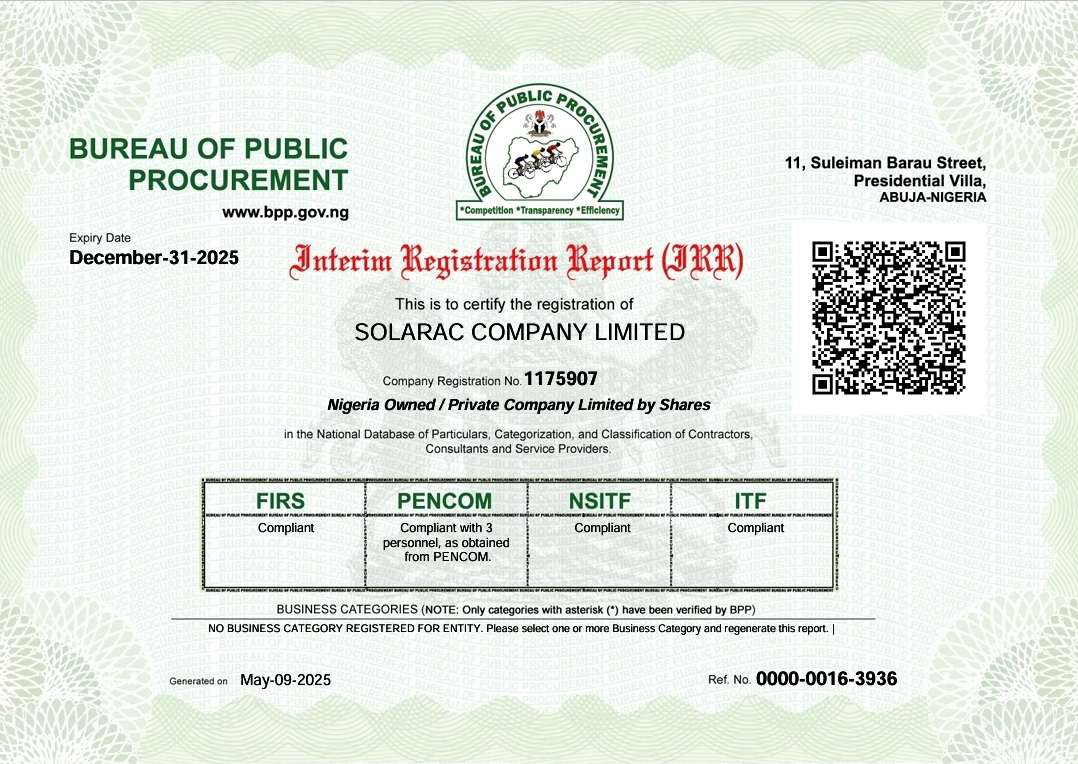 BUREAU OF PUBLIC
PROCUREMENT
www.bpp.gov.ng
BUREAU OF PUBLIC PROCUREMENT
*Competition *Transparency *Efficiency
11, Suleiman Barau Street,
Presidential Villa,
ABUJA-NIGERIA
Expiry Date
December-31-2025
Interim Registration Report (IRR)
This is to certify the registration of
SOLARAC COMPANY LIMITED
Company Registration No. 1175907
Nigeria Owned / Private Company Limited by Shares
in the National Database of Particulars, Categorization, and Classification of Contractors,
Consultants and Service Providers.
FIRS
PENCOM
NSITF
ITF
Compliant
Compliant with 3
personnel, as obtained
from PENCOM.
Compliant
Compliant
BUSINESS CATEGORIES (NOTE: Only categories with asterisk (*) have been verified by BPP)
NO BUSINESS CATEGORY REGISTERED FOR ENTITY. Please select one or more Business Category and regenerate this report. |
Generated on May-09-2025
Ref. No. 0000-0016-3936